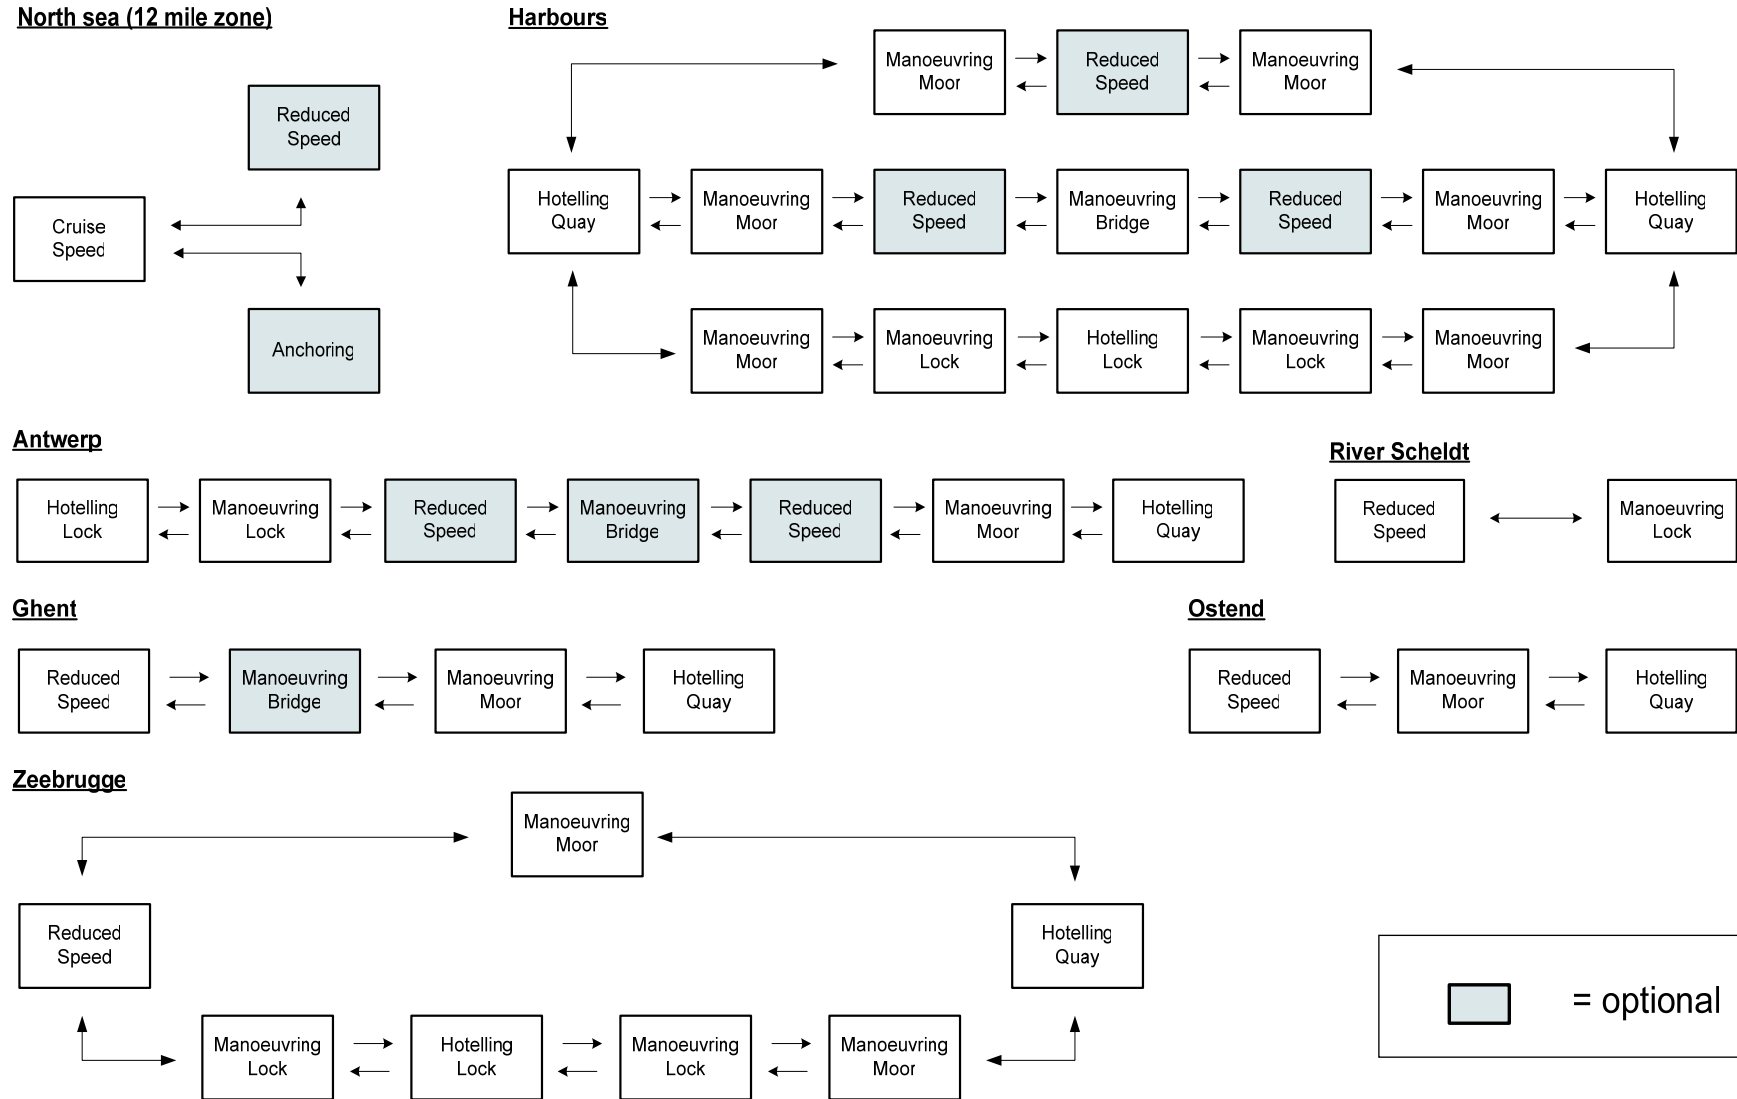 North sea (12 mile zone)
Reduced
Speed
Cruise
Speed
Anchoring
Harbours
Manoeuvring
Moor
Reduced
Speed
Manoeuvring
Moor
Hotelling
Quay
Manoeuvring
Moor
Reduced
Speed
Manoeuvring
Bridge
Reduced
Speed
Manoeuvring
Moor
Hotelling
Quay
Manoeuvring
Moor
Manoeuvring
Lock
Hotelling
Lock
Manoeuvring
Lock
Manoeuvring
Moor
Antwerp
Hotelling
Lock
Manoeuvring
Lock
Reduced
Speed
Manoeuvring
Bridge
Reduced
Speed
Manoeuvring
Moor
Hotelling
Quay
River Scheldt
Reduced
Speed
Manoeuvring
Lock
Ghent
Reduced
Speed
Manoeuvring
Bridge
Manoeuvring
Moor
Hotelling
Quay
Ostend
Reduced
Speed
Manoeuvring
Moor
Hotelling
Quay
Zeebrugge
Manoeuvring
Moor
Reduced
Speed
Hotelling
Quay
Manoeuvring
Lock
Hotelling
Lock
Manoeuvring
Lock
Manoeuvring
Moor
= optional